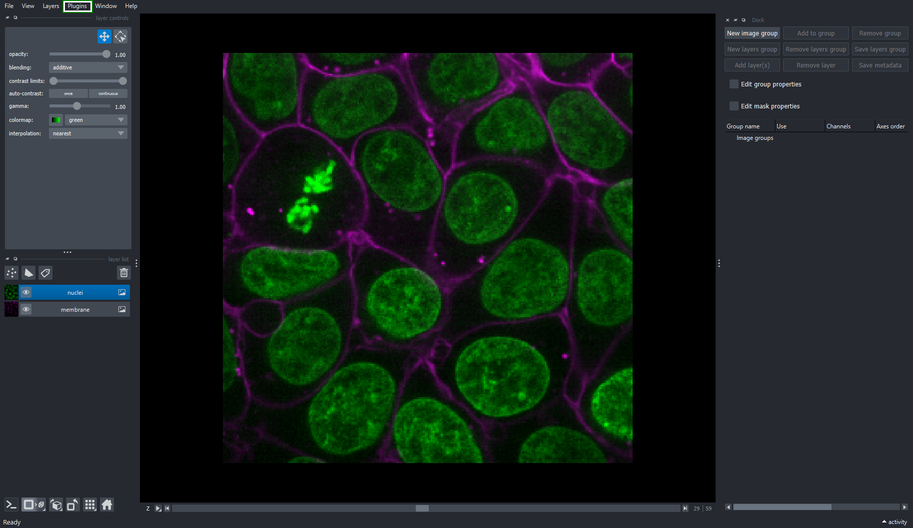 File View Layers Plugins Window Help
layer controls
opacity: 1.00
blending: additive
contrast limits:
auto-contrast: once continuous
gamma: 1.00
colormap: green
interpolation: nearest
layer list
nuclei
membrane
Z 29 59
Ready
Dock
New image group Add to group Remove group
New layers group Remove layers group Save layers group
Add layer(s) Remove layer Save metadata
Edit group properties
Edit mask properties
Group name Use Channels Axes order
Image groups
activity